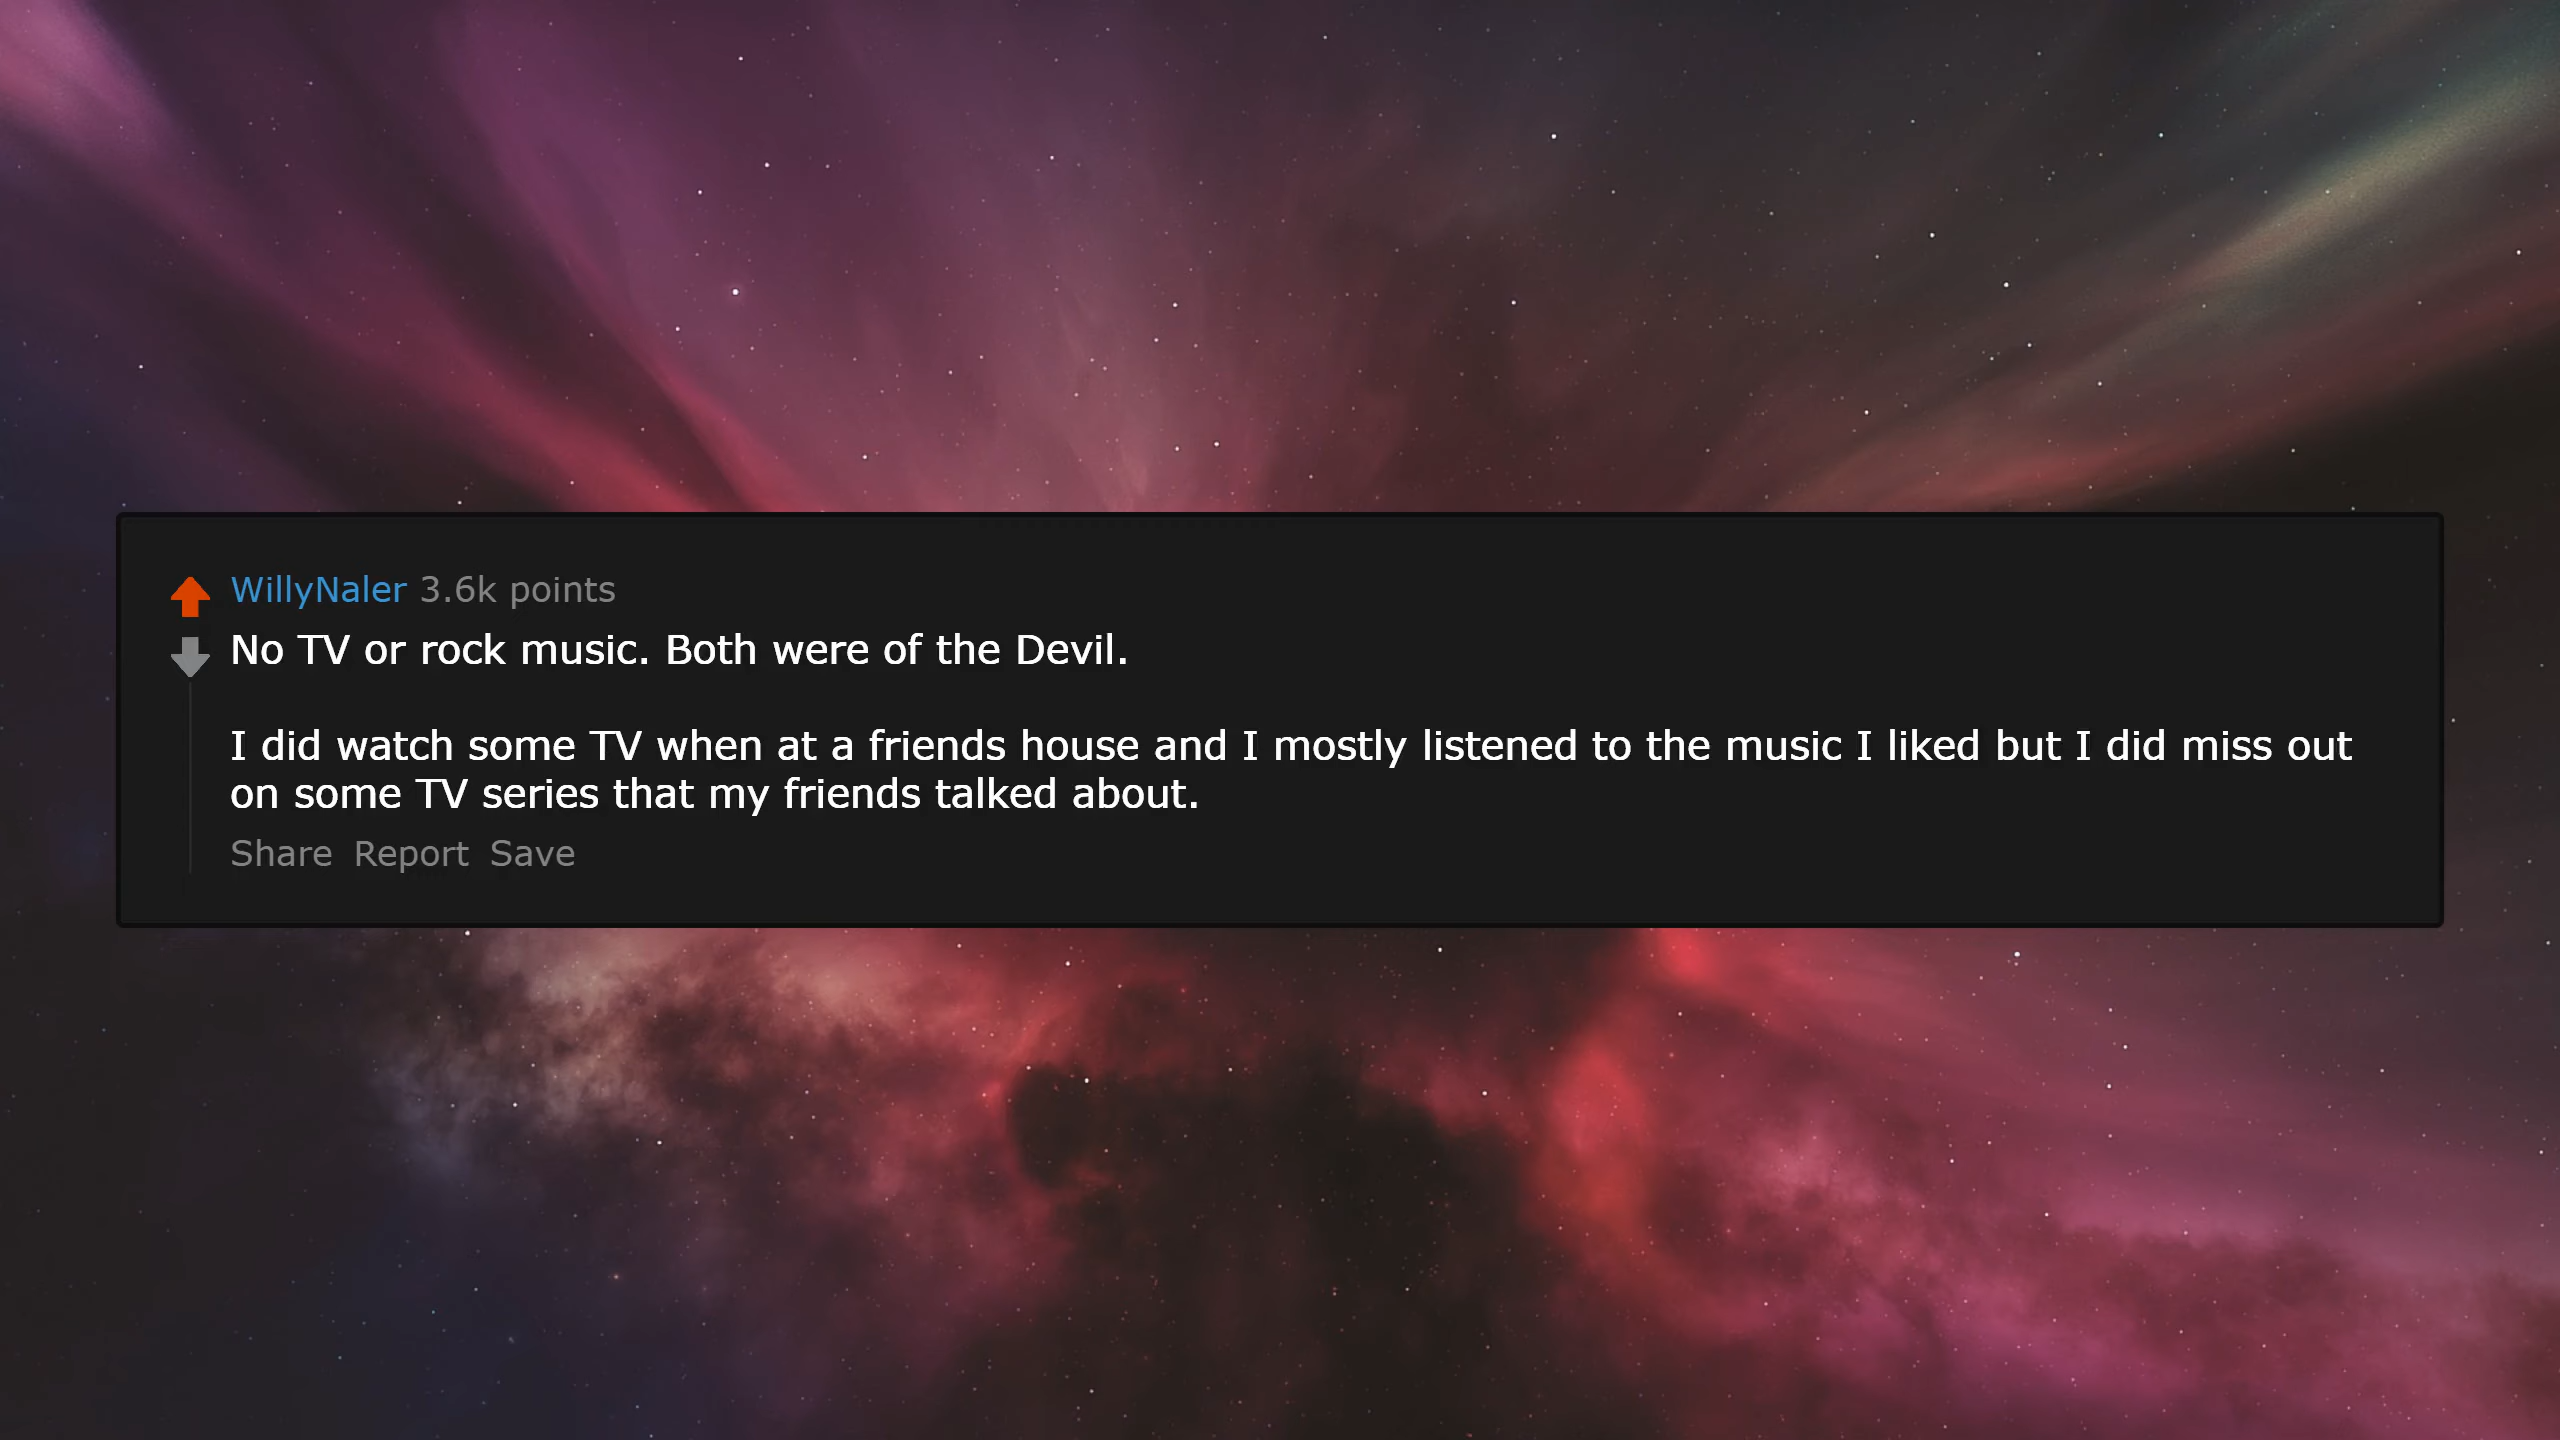 WillyNaler 3.6k points
No TV or rock music. Both were of the Devil.
I did watch some TV when at a friends house and I mostly listened to the music I liked but I did miss out
on some TV series that my friends talked about.
Share Report Save